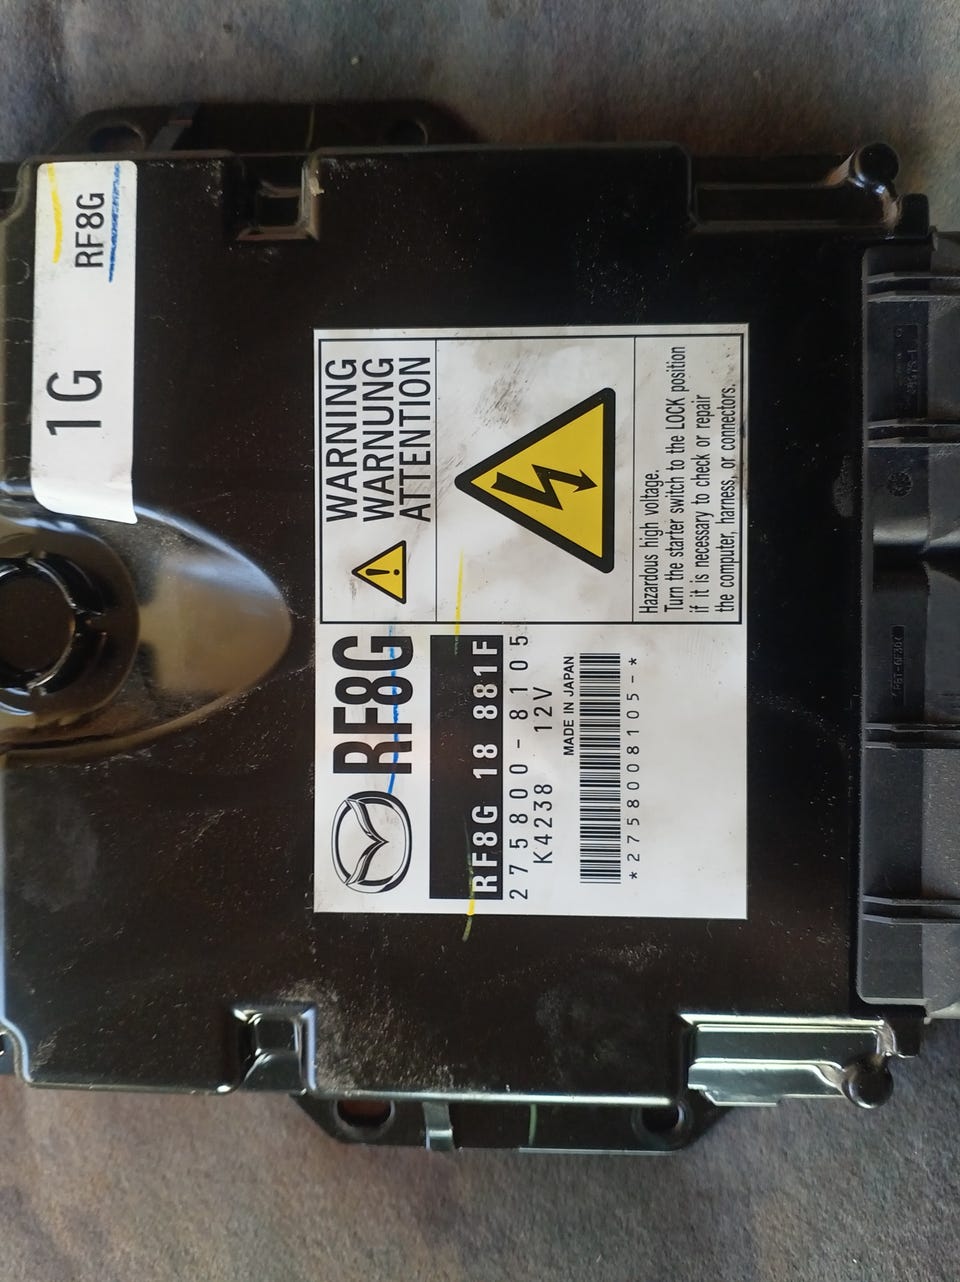 1G RF8G
WARNING
WARNUNG
ATTENTION
Hazardous high voltage.
Turn the starter switch to the LOCK position
if it is necessary to check or repair
the computer, harness, or connectors.
RF8G
RF8G 18 881F
275800-8105
K4238 12V
MADE IN JAPAN
*2758008105-*